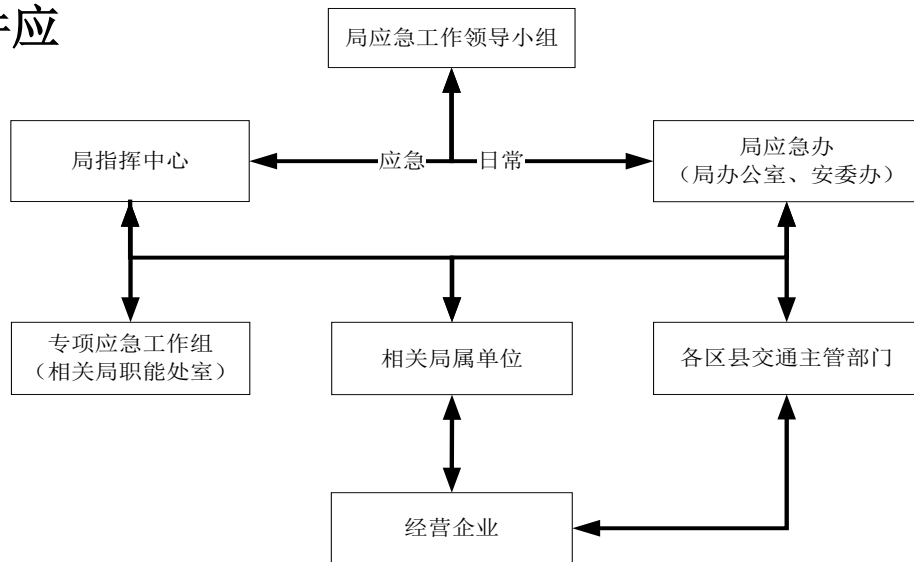 件应
局应急工作领导小组
局指挥中心
应急
日常
局应急办
（局办公室、安委办）
专项应急工作组
（相关局职能处室）
相关局属单位
各区县交通主管部门
经营企业